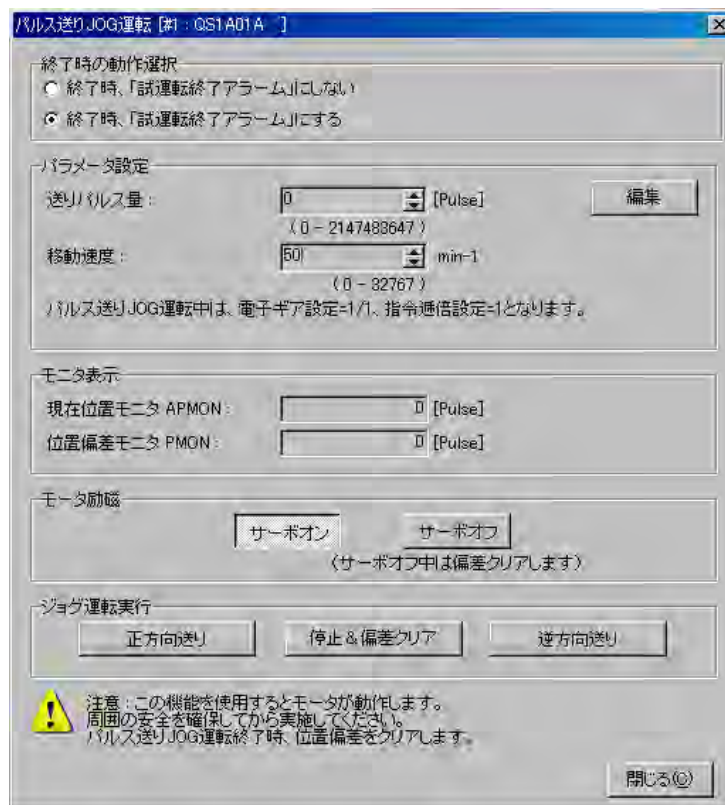 パルス送りJOG運転 [#1 : QS1A01A ]
終了時の動作選択
終了時、「試運転終了アラーム」にしない
終了時、「試運転終了アラーム」にする
パラメータ設定
送りパルス量 : 0 [Pulse] 編集
( 0 - 2147483647 )
移動速度 : 50 min-1
( 0 - 32767 )
パルス送りJOG運転中は、電子ギア設定=1/1、指令逓倍設定=1となります。
モニタ表示
現在位置モニタ APMON : 0 [Pulse]
位置偏差モニタ PMON : 0 [Pulse]
モータ励磁
サーボオン サーボオフ
(サーボオフ中は偏差クリアします)
ジョグ運転実行
正方向送り 停止＆偏差クリア 逆方向送り
注意 : この機能を使用するとモータが動作します。
周囲の安全を確保してから実施してください。
パルス送りJOG運転終了時、位置偏差をクリアします。
閉じる(C)